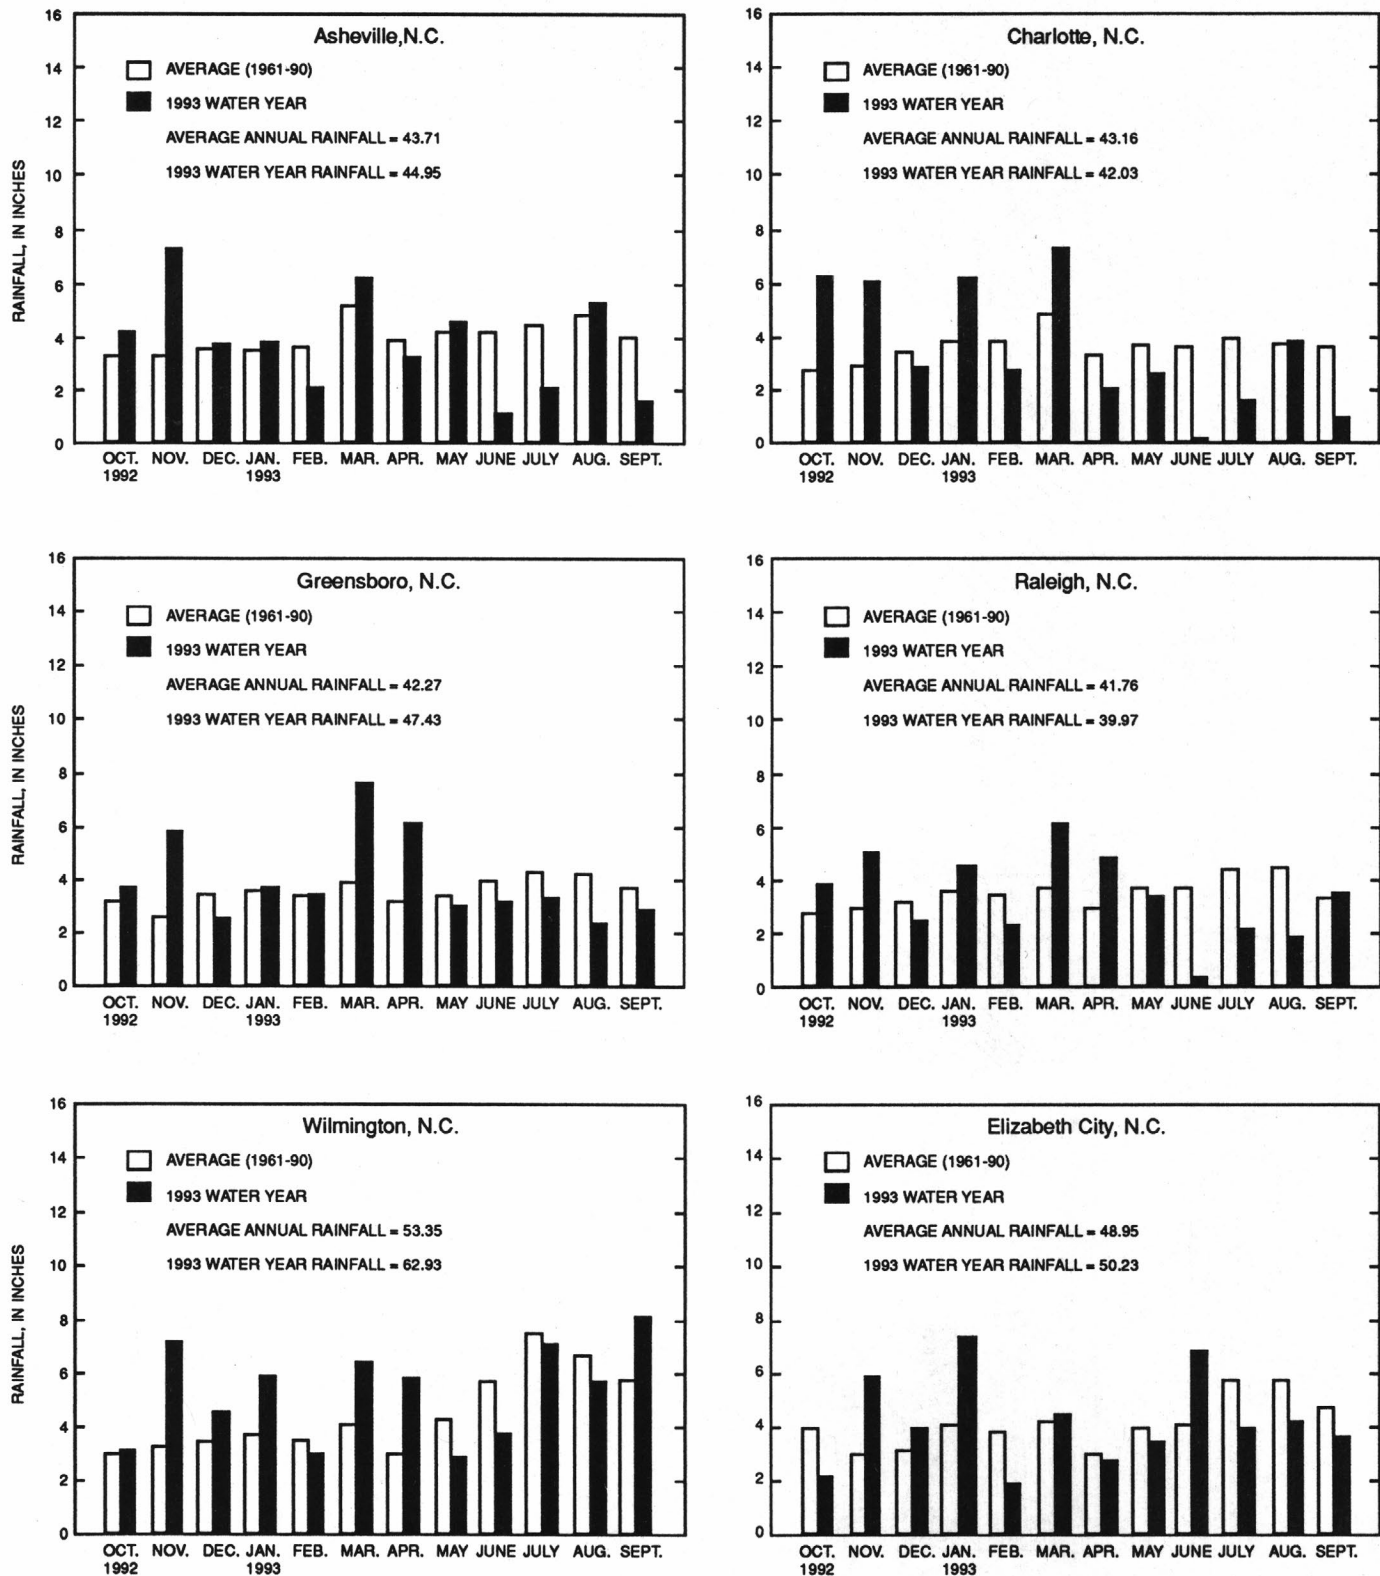 Asheville, N.C.
AVERAGE (1961-90)
1993 WATER YEAR
AVERAGE ANNUAL RAINFALL = 43.71
1993 WATER YEAR RAINFALL = 44.95
RAINFALL, IN INCHES
16
14
12
10
8
6
4
2
0
OCT. NOV. DEC. JAN. FEB. MAR. APR. MAY JUNE JULY AUG. SEPT.
1992 1993
Charlotte, N.C.
AVERAGE (1961-90)
1993 WATER YEAR
AVERAGE ANNUAL RAINFALL = 43.16
1993 WATER YEAR RAINFALL = 42.03
16
14
12
10
8
6
4
2
0
OCT. NOV. DEC. JAN. FEB. MAR. APR. MAY JUNE JULY AUG. SEPT.
1992 1993
Greensboro, N.C.
AVERAGE (1961-90)
1993 WATER YEAR
AVERAGE ANNUAL RAINFALL = 42.27
1993 WATER YEAR RAINFALL = 47.43
RAINFALL, IN INCHES
16
14
12
10
8
6
4
2
0
OCT. NOV. DEC. JAN. FEB. MAR. APR. MAY JUNE JULY AUG. SEPT.
1992 1993
Raleigh, N.C.
AVERAGE (1961-90)
1993 WATER YEAR
AVERAGE ANNUAL RAINFALL = 41.76
1993 WATER YEAR RAINFALL = 39.97
16
14
12
10
8
6
4
2
0
OCT. NOV. DEC. JAN. FEB. MAR. APR. MAY JUNE JULY AUG. SEPT.
1992 1993
Wilmington, N.C.
AVERAGE (1961-90)
1993 WATER YEAR
AVERAGE ANNUAL RAINFALL = 53.35
1993 WATER YEAR RAINFALL = 62.93
RAINFALL, IN INCHES
16
14
12
10
8
6
4
2
0
OCT. NOV. DEC. JAN. FEB. MAR. APR. MAY JUNE JULY AUG. SEPT.
1992 1993
Elizabeth City, N.C.
AVERAGE (1961-90)
1993 WATER YEAR
AVERAGE ANNUAL RAINFALL = 48.95
1993 WATER YEAR RAINFALL = 50.23
16
14
12
10
8
6
4
2
0
OCT. NOV. DEC. JAN. FEB. MAR. APR. MAY JUNE JULY AUG. SEPT.
1992 1993